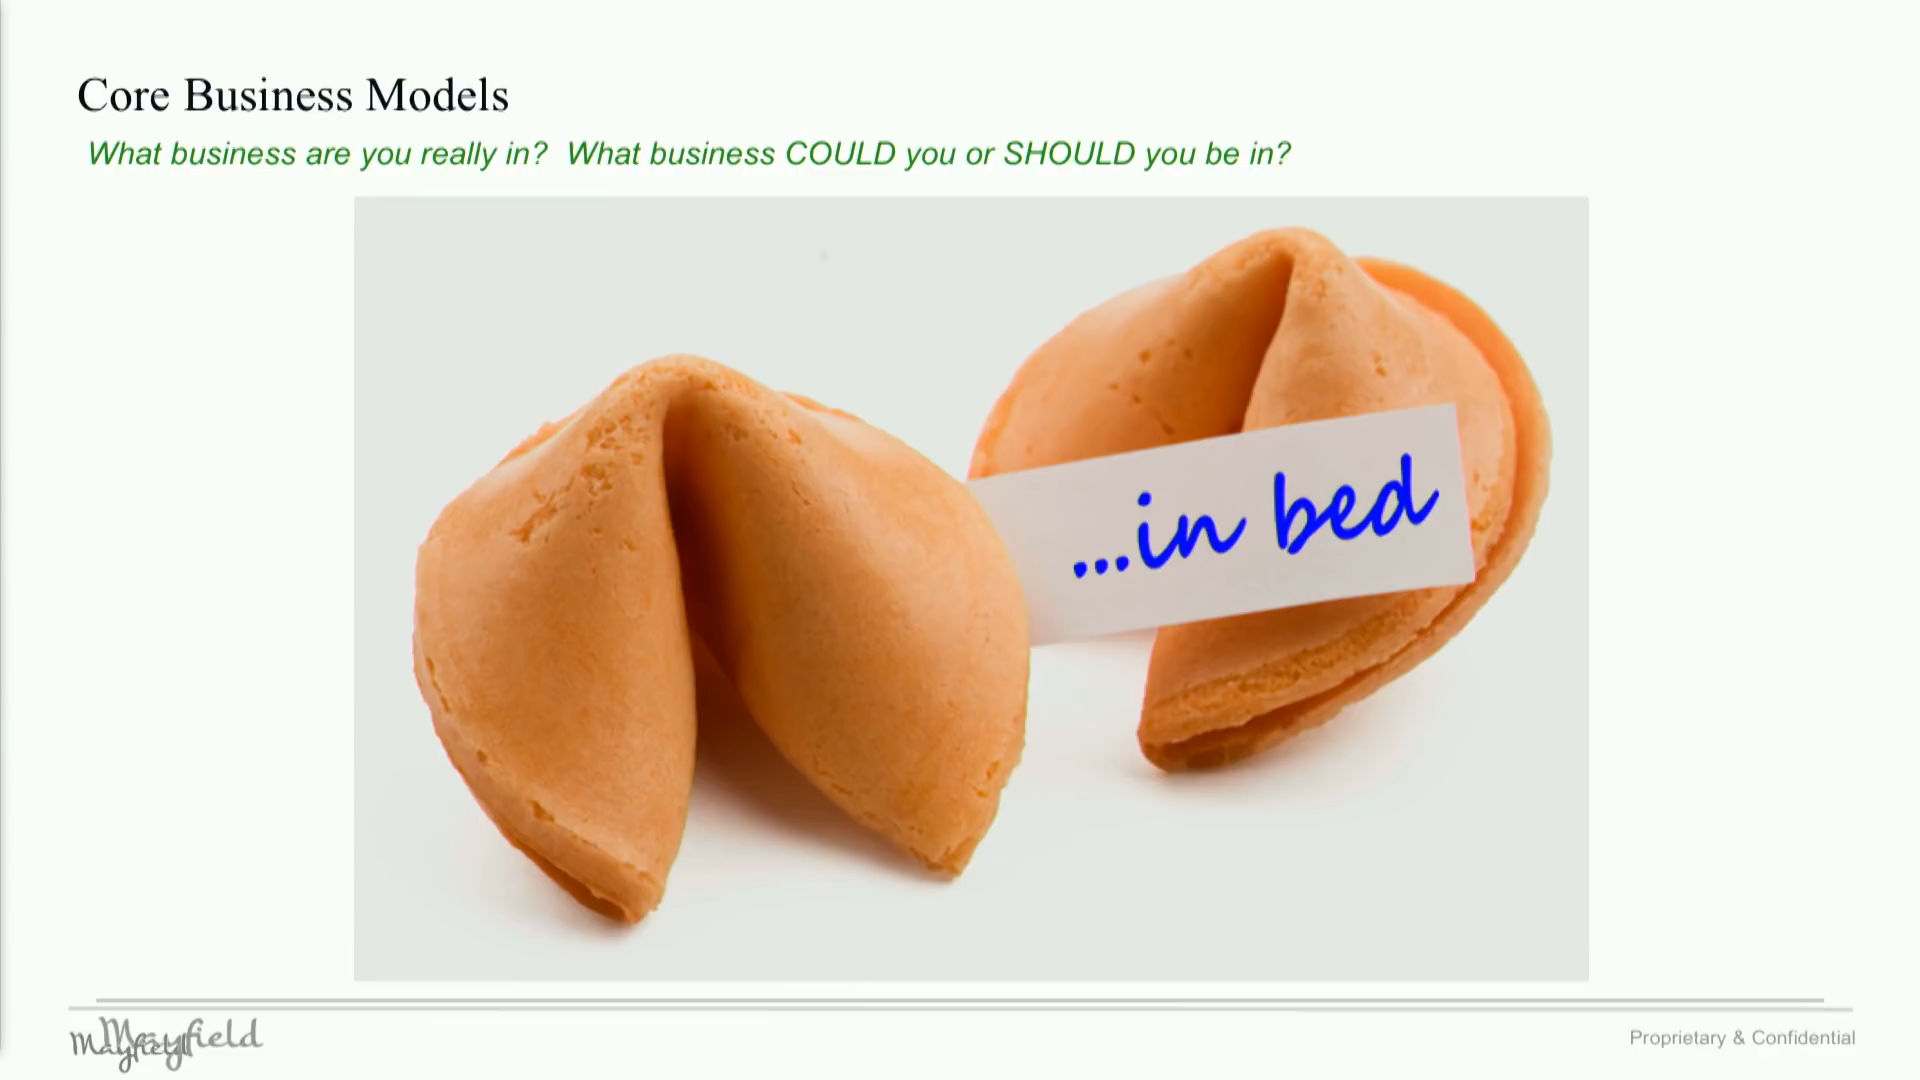 Core Business Models
What business are you really in?  What business COULD you or SHOULD you be in?
...in bed
Mayfield
Mayfield
Proprietary & Confidential